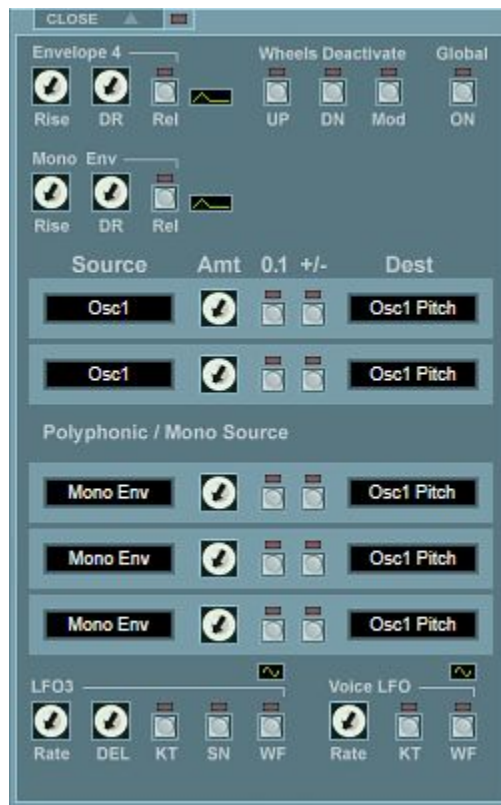 CLOSE
Envelope 4 Wheels Deactivate Global
Rise DR Rel UP DN Mod ON
Mono Env
Rise DR Rel
Source Amt 0.1 +/- Dest
Osc1 Osc1 Pitch
Osc1 Osc1 Pitch
Polyphonic / Mono Source
Mono Env Osc1 Pitch
Mono Env Osc1 Pitch
Mono Env Osc1 Pitch
LFO3 Voice LFO
Rate DEL KT SN WF Rate KT WF